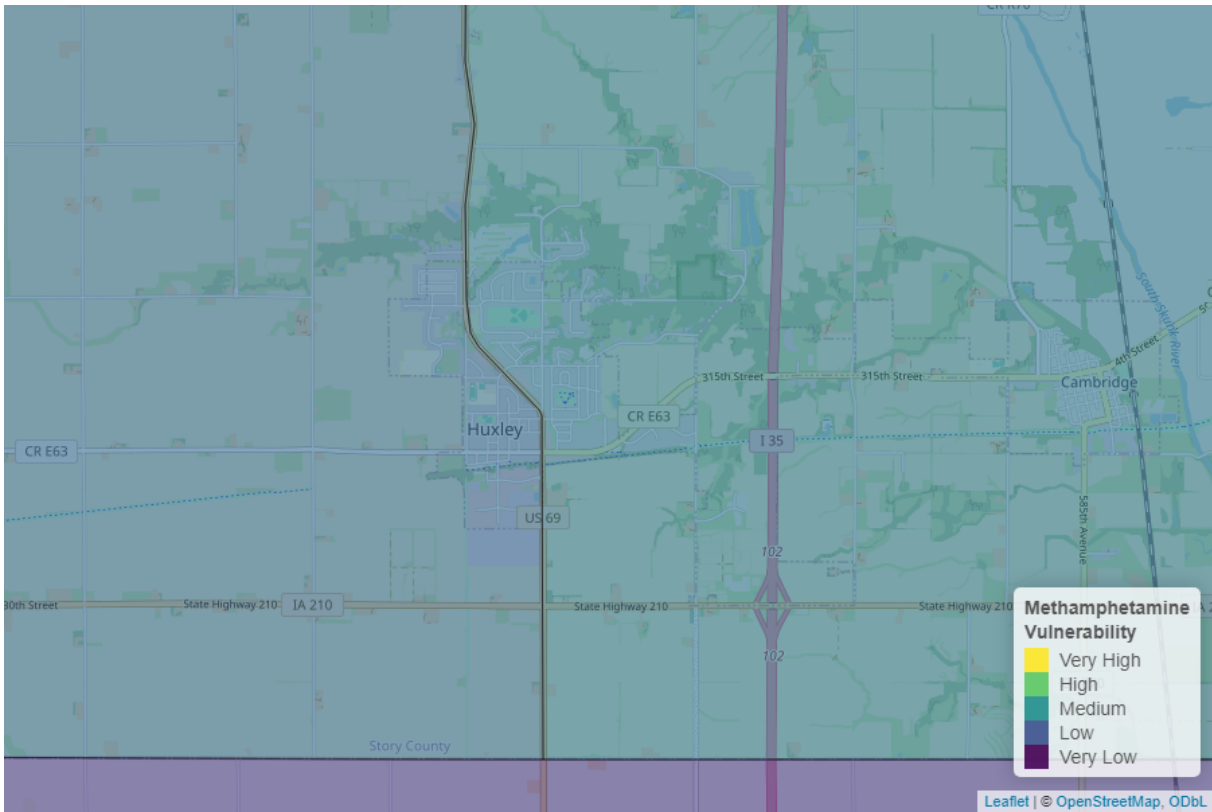 CR R70
South Skunk River
4th Street
315th Street
315th Street
Cambridge
CR E63
Huxley
I 35
CR E63
585th Avenue
US 69
102
30th Street
State Highway 210
IA 210
State Highway 210
State Highway 210
102
Story County
Methamphetamine
Vulnerability
Very High
High
Medium
Low
Very Low
Leaflet | © OpenStreetMap, ODbL